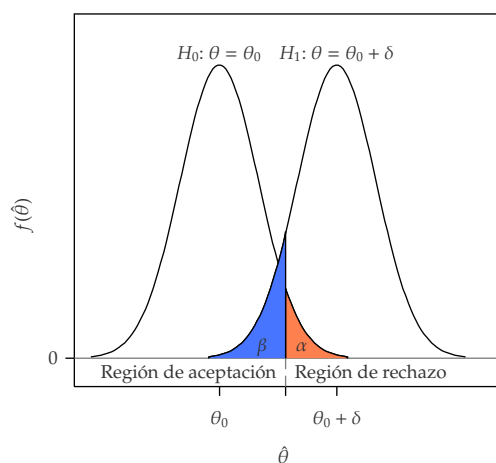 H₀: θ = θ₀ H₁: θ = θ₀ + δ
f(θ̂)
0
β α
Región de aceptación Región de rechazo
θ₀ θ₀ + δ
θ̂